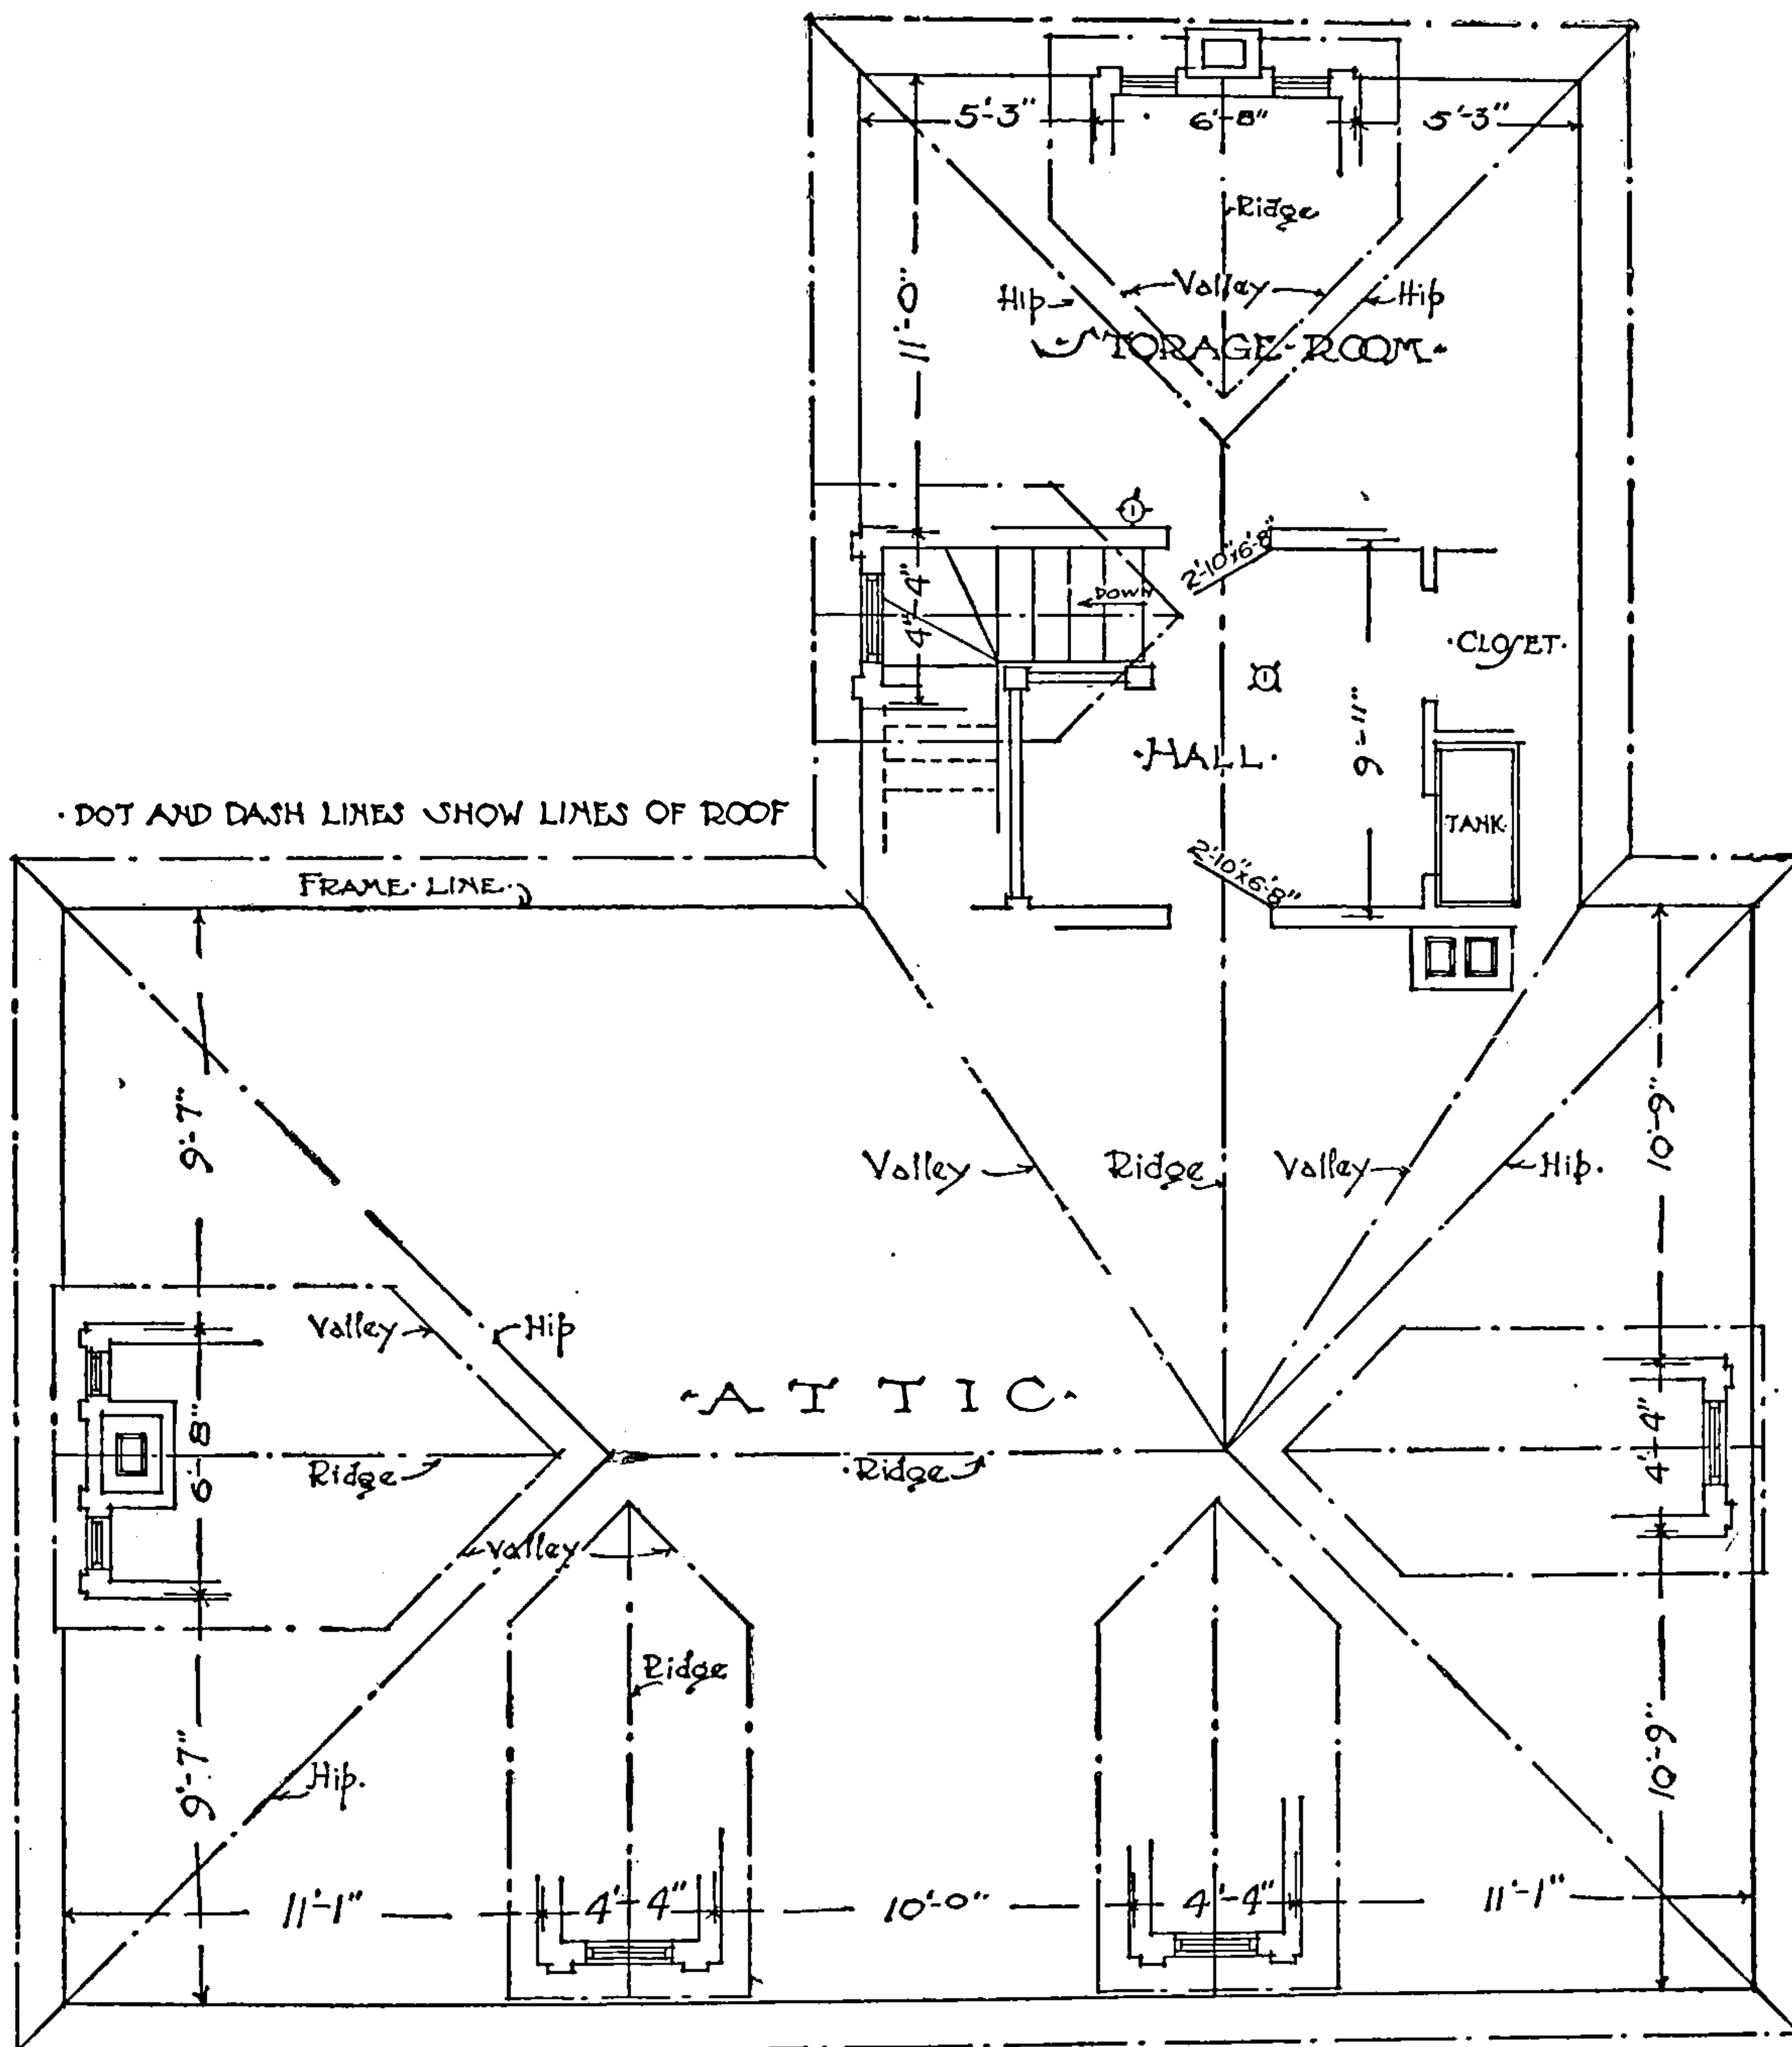 5'-3" 6'-8" 5'-3"
Ridge
11'-0"
Hip Valley Hip
STORAGE·ROOM·
1
2'-10"x6'-8"
4'-4"
DOWN
·CLOSET·
1
9'-11"
·HALL·
·DOT AND DASH LINES SHOW LINES OF ROOF
TANK
FRAME·LINE·
2'-10"x6'-8"
9'-7"
10'-9"
Valley Ridge Valley Hip.
Valley Hip
·ATTIC·
6'-8"
4'-4"
Ridge ·Ridge
Valley
Ridge
9'-7"
Hip.
10'-9"
11'-1" 4'-4" 10'-0" 4'-4" 11'-1"